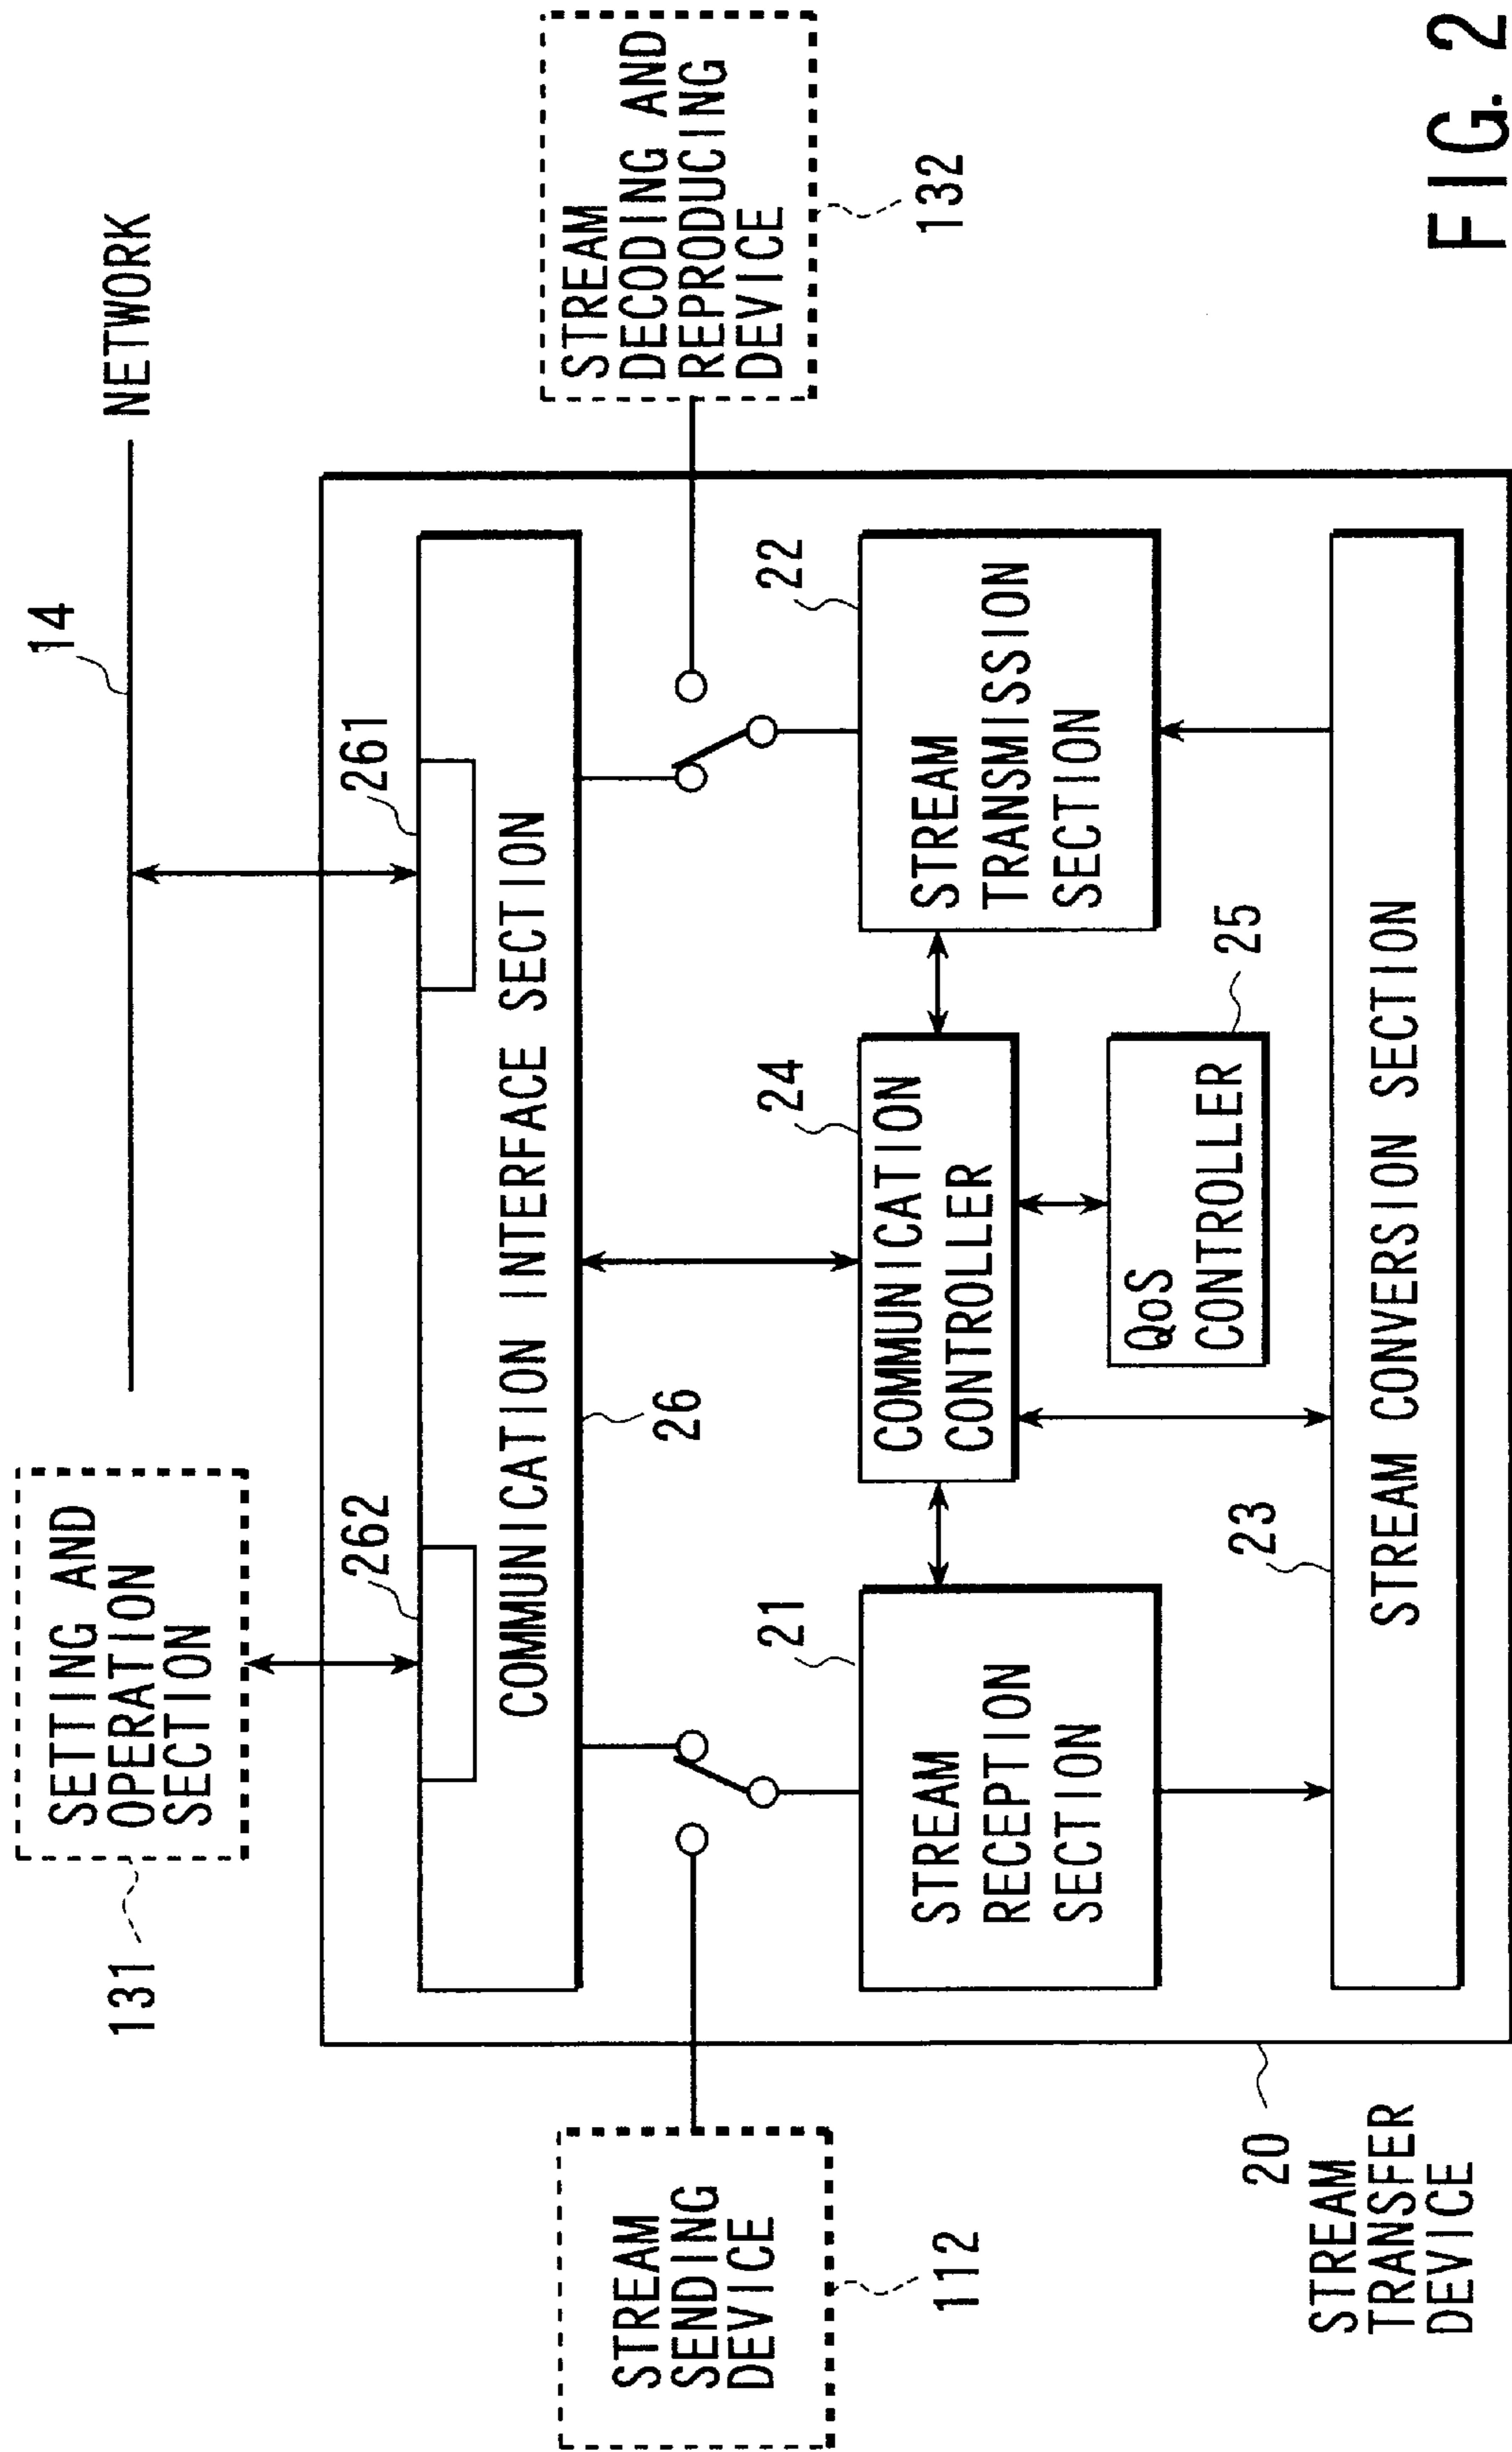 SETTING AND
OPERATION
SECTION
131
14
NETWORK
262
261
COMMUNICATION INTERFACE SECTION
26
STREAM
SENDING
DEVICE
112
STREAM
DECODING AND
REPRODUCING
DEVICE
132
21
STREAM
RECEPTION
SECTION
24
COMMUNICATION
CONTROLLER
22
STREAM
TRANSMISSION
SECTION
QoS
CONTROLLER
25
23
STREAM CONVERSION SECTION
20
STREAM
TRANSFER
DEVICE
FIG. 2